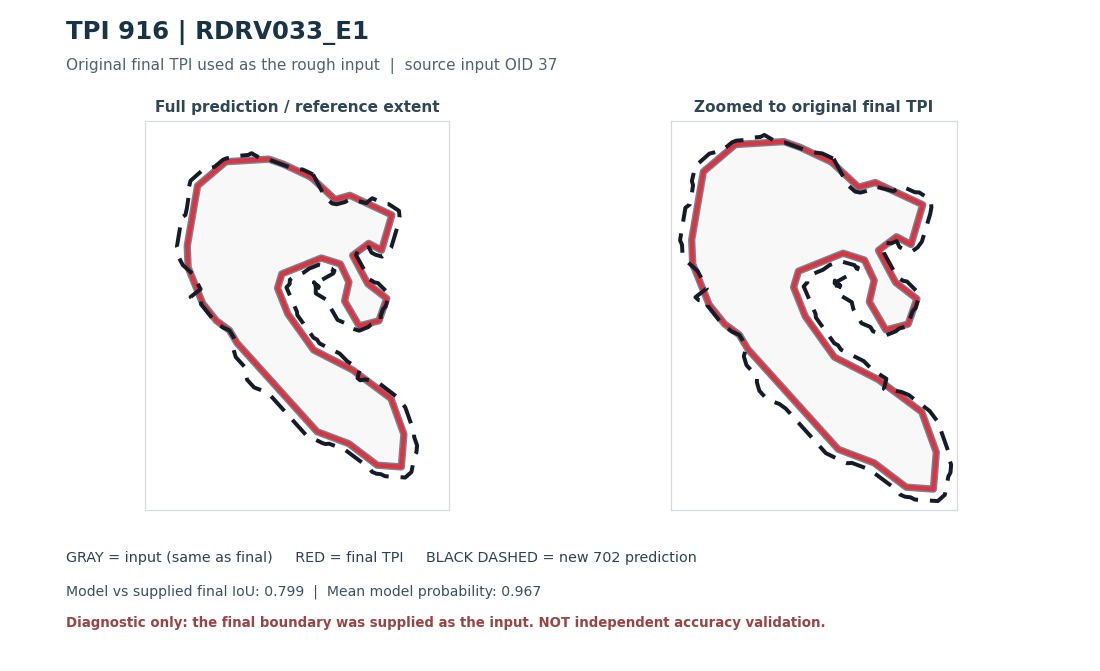 TPI 916 | RDRV033_E1
Original final TPI used as the rough input | source input OID 37
Full prediction / reference extent
Zoomed to original final TPI
GRAY = input (same as final) RED = final TPI BLACK DASHED = new 702 prediction
Model vs supplied final IoU: 0.799 | Mean model probability: 0.967
Diagnostic only: the final boundary was supplied as the input. NOT independent accuracy validation.